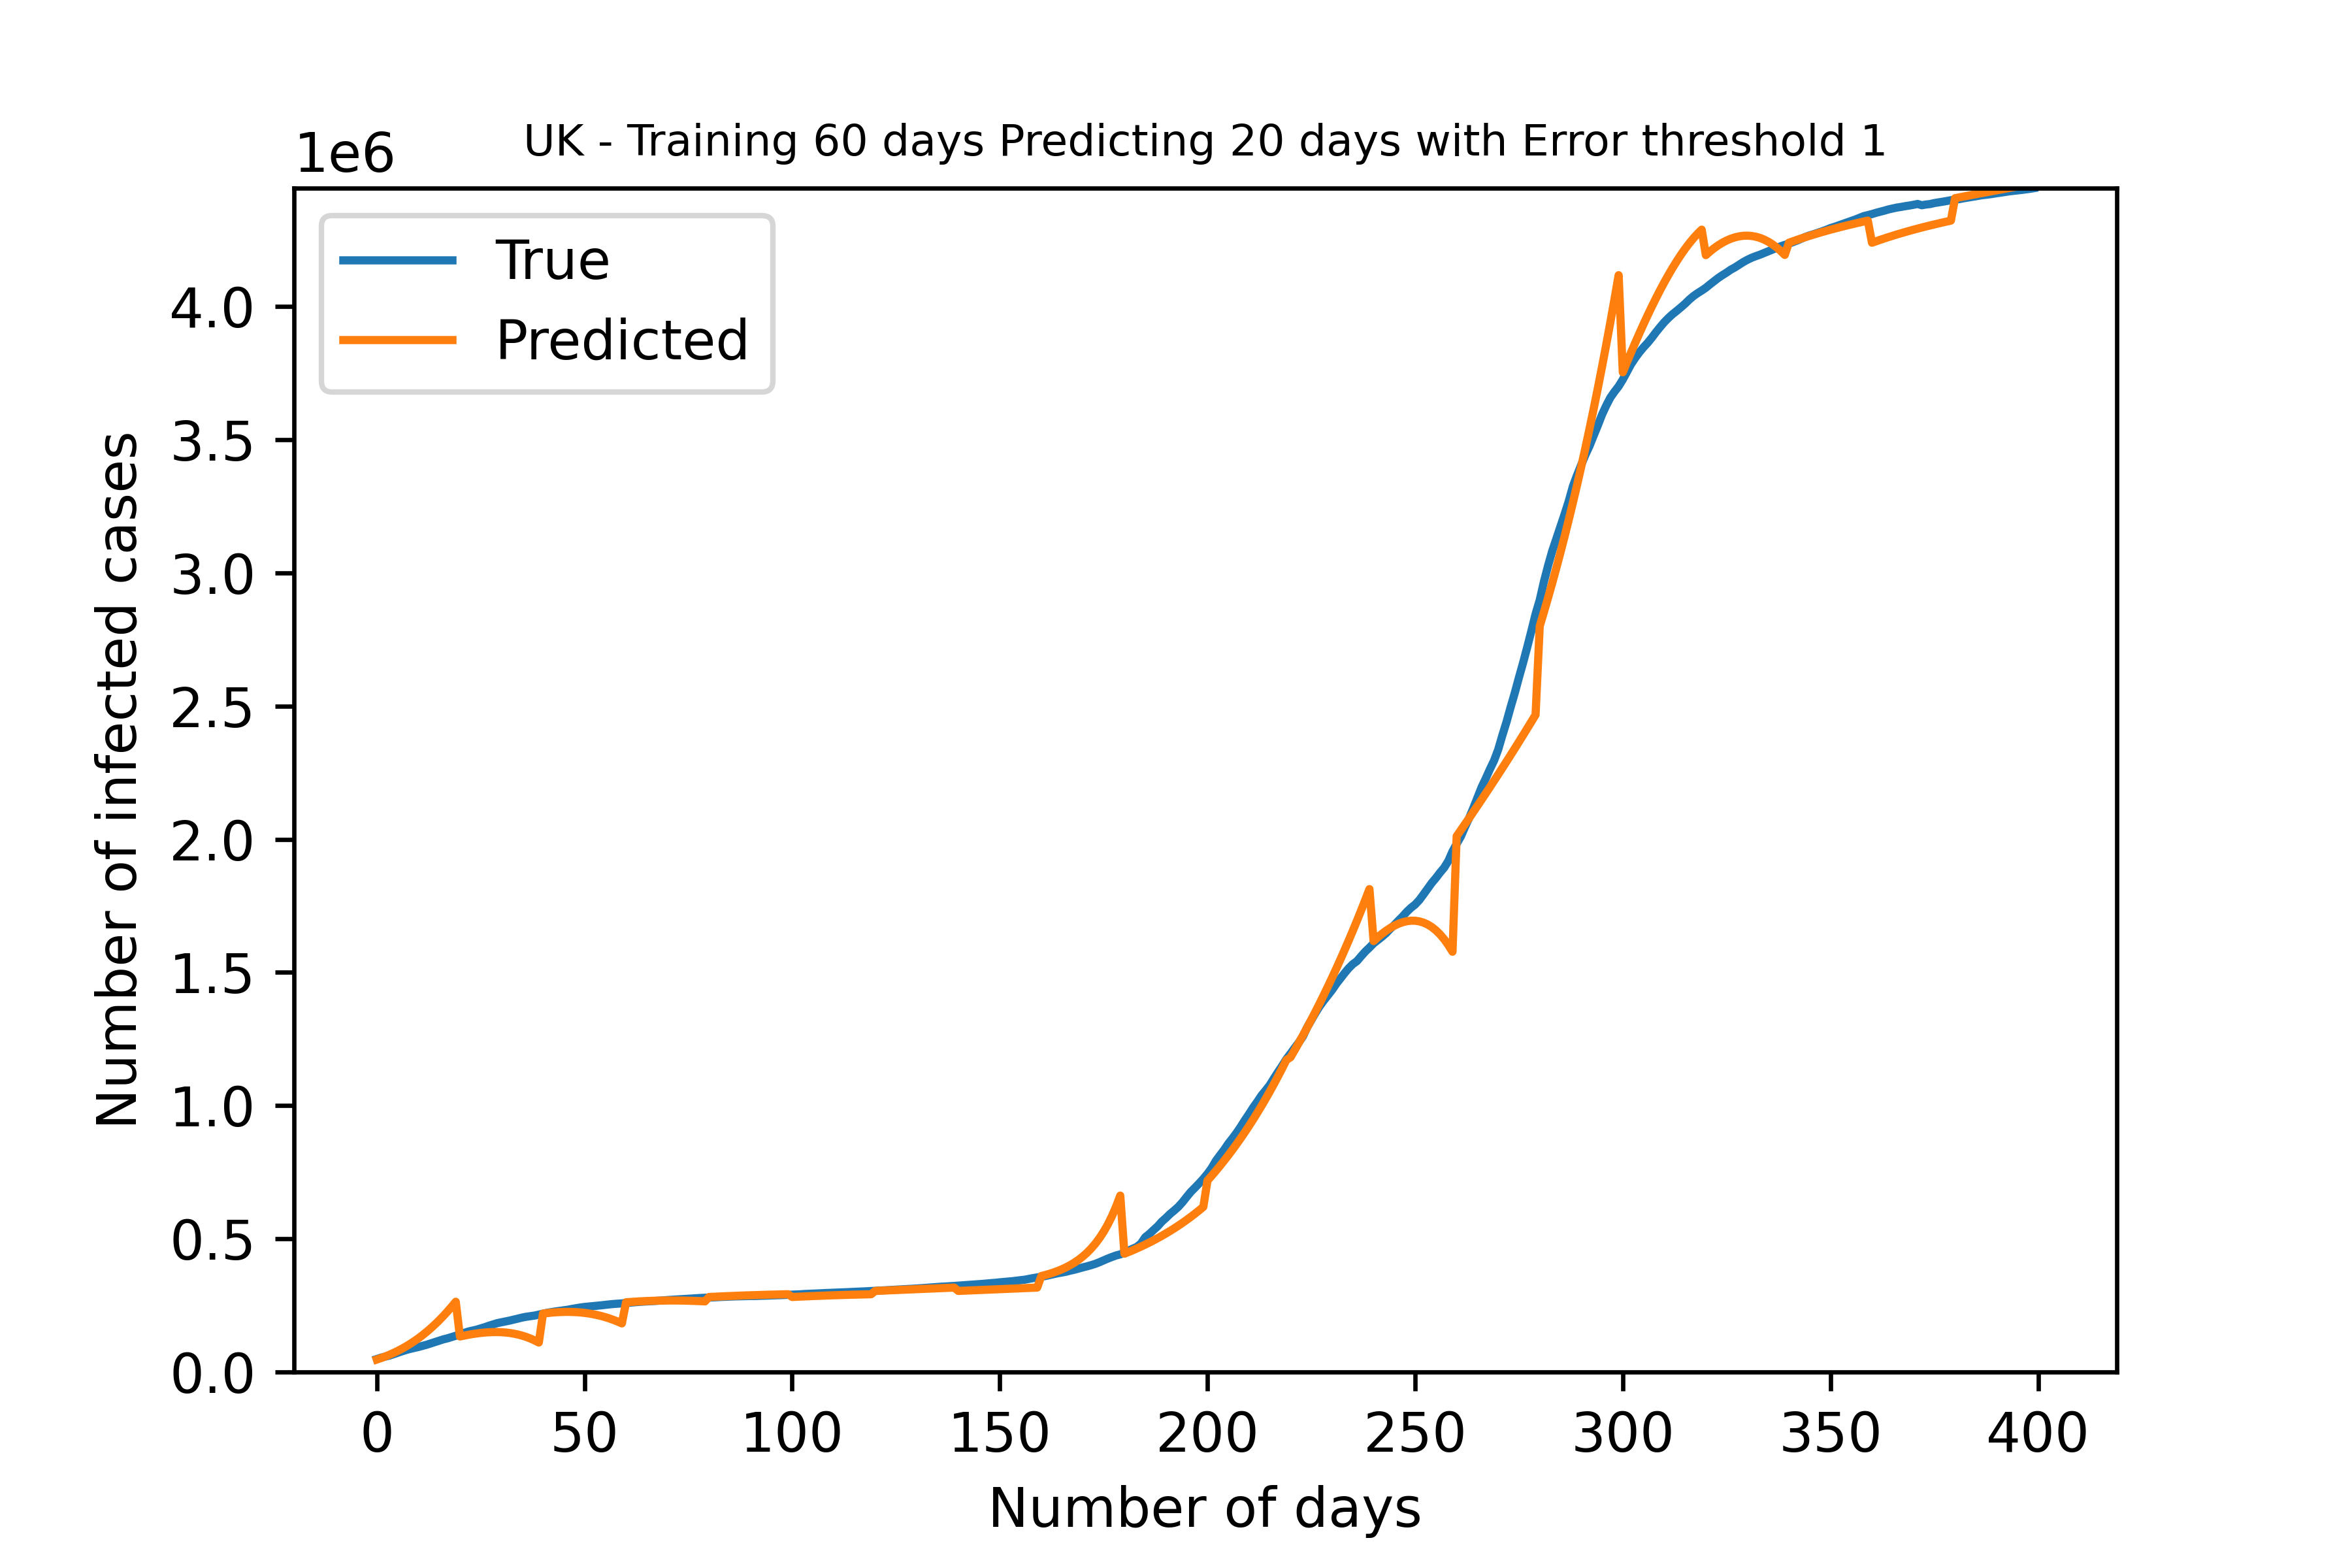 UK - Training 60 days Predicting 20 days with Error threshold 1
1e6
True
Predicted
4.0
3.5
3.0
2.5
2.0
1.5
1.0
0.5
0.0
Number of infected cases
0 50 100 150 200 250 300 350 400
Number of days